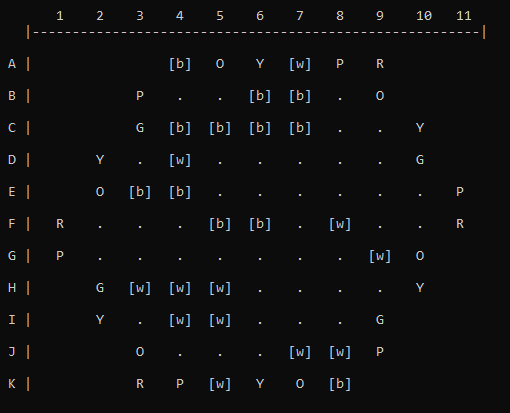 1 2 3 4 5 6 7 8 9 10 11
|---------------------------------------------------------|
A | [b] O Y [w] P R
B | P . . [b] [b] . O
C | G [b] [b] [b] [b] . . Y
D | Y . [w] . . . . . G
E | O [b] [b] . . . . . . P
F | R . . . [b] [b] . [w] . . R
G | P . . . . . . . [w] O
H | G [w] [w] [w] . . . . Y
I | Y . [w] [w] . . . G
J | O . . . [w] [w] P
K | R P [w] Y O [b]